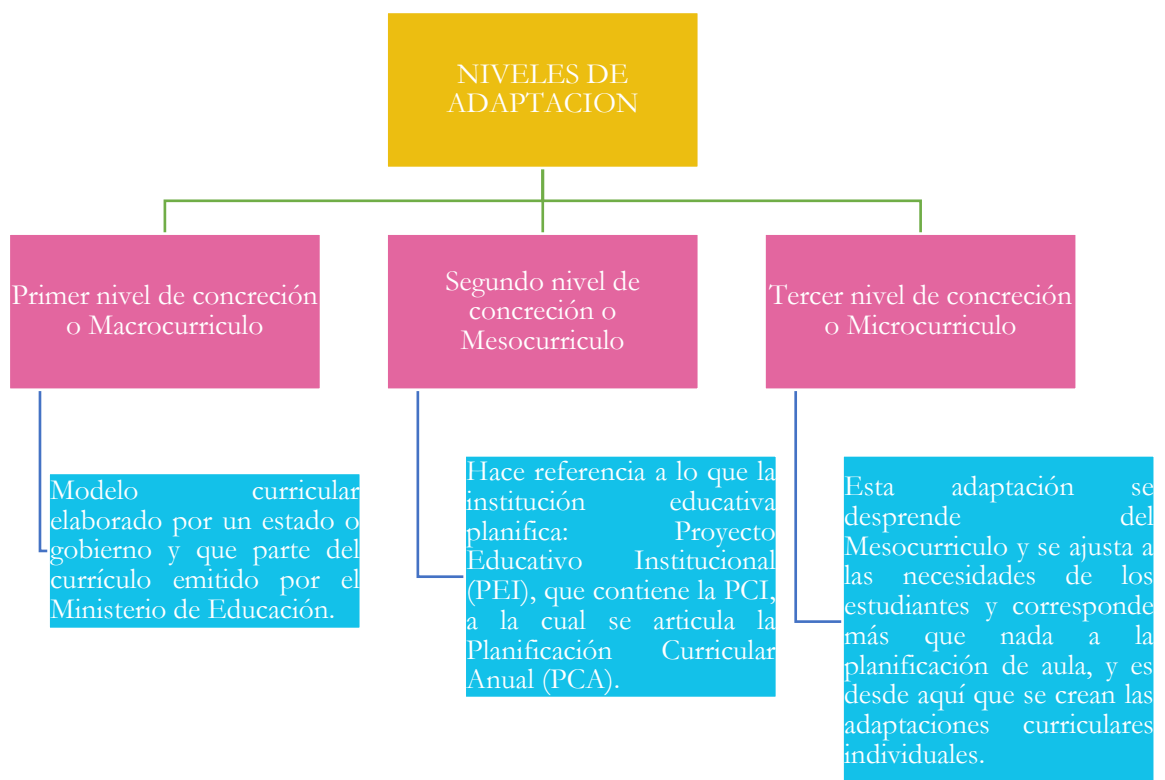 NIVELES DE
ADAPTACION
Primer nivel de concreción
o Macrocurriculo
Segundo nivel de
concreción o
Mesocurriculo
Tercer nivel de concreción
o Microcurriculo
Modelo curricular
elaborado por un estado o
gobierno y que parte del
currículo emitido por el
Ministerio de Educación.
Hace referencia a lo que la
institución educativa
planifica: Proyecto
Educativo Institucional
(PEI), que contiene la PCI,
a la cual se articula la
Planificación Curricular
Anual (PCA).
Esta adaptación se
desprende del
Mesocurriculo y se ajusta a
las necesidades de los
estudiantes y corresponde
más que nada a la
planificación de aula, y es
desde aquí que se crean las
adaptaciones curriculares
individuales.